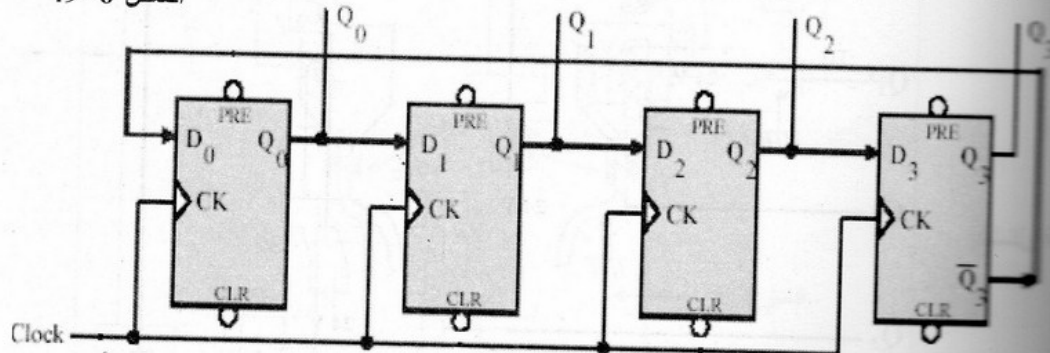 Q0 Q1 Q2 Q3
PRE PRE PRE PRE
D0 Q0 D1 Q1 D2 Q2 D3 Q3
CK CK CK CK
Q̅3
CLR CLR CLR CLR
Clock